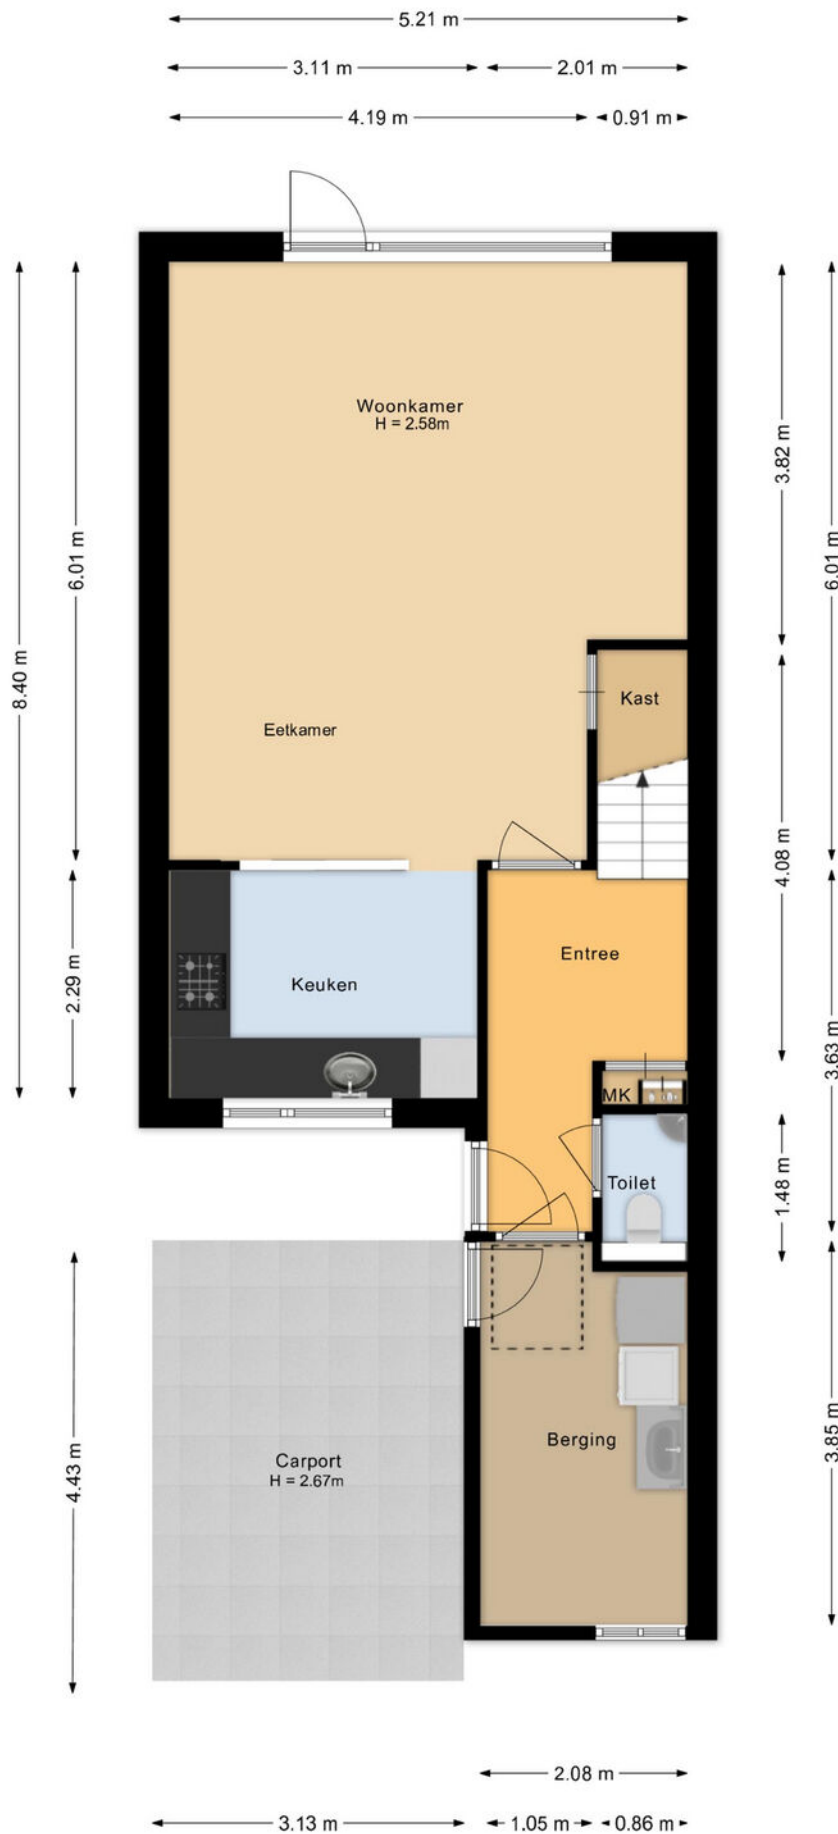 5.21 m
3.11 m
2.01 m
4.19 m
0.91 m
Woonkamer
H = 2.58m
3.82 m
6.01 m
6.01 m
8.40 m
Kast
Eetkamer
4.08 m
Entree
Keuken
2.29 m
3.63 m
MK
Toilet
1.48 m
Berging
3.85 m
Carport
H = 2.67m
4.43 m
2.08 m
3.13 m
1.05 m
0.86 m